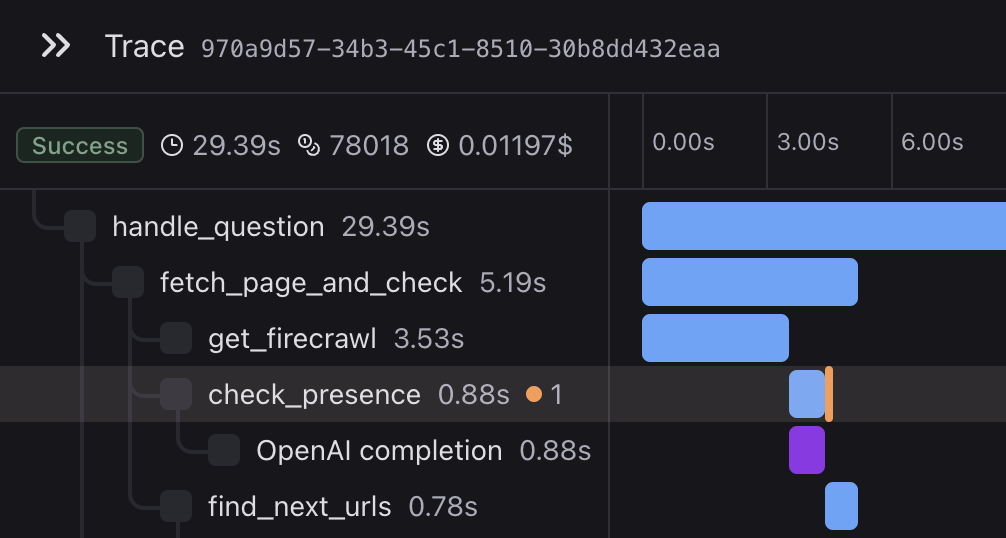 Trace 970a9d57-34b3-45c1-8510-30b8dd432eaa
Success 29.39s 78018 0.01197$ 0.00s 3.00s 6.00s
handle_question 29.39s
fetch_page_and_check 5.19s
get_firecrawl 3.53s
check_presence 0.88s 1
OpenAI completion 0.88s
find_next_urls 0.78s